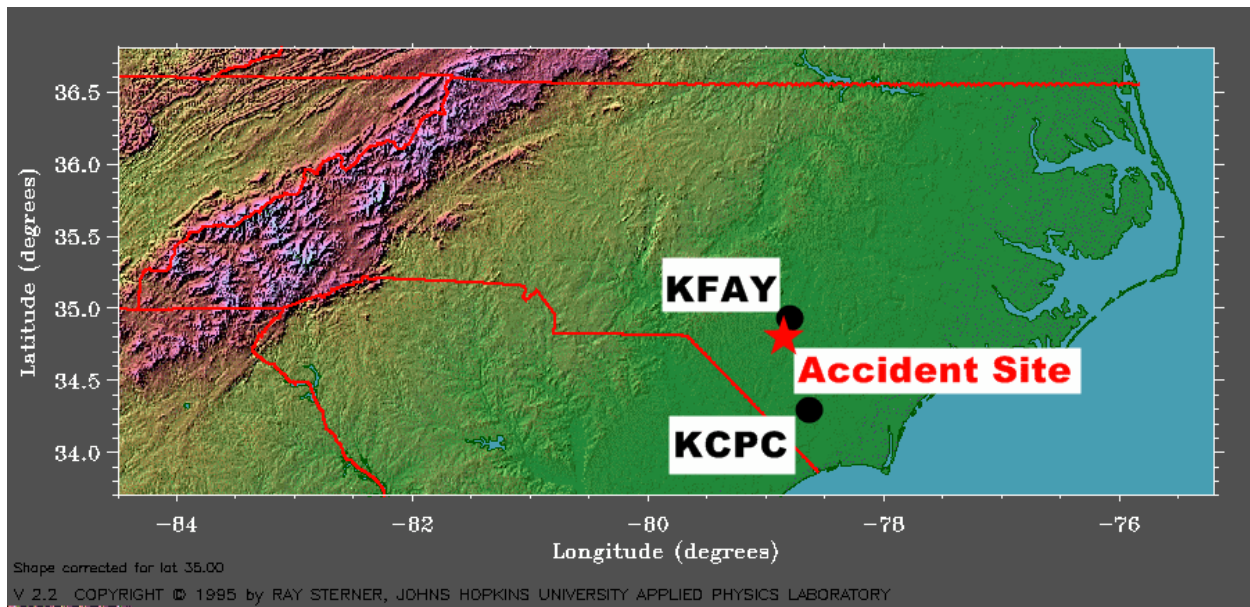 36.5
36.0
35.5
35.0
34.5
34.0
Latitude (degrees)
KFAY
Accident Site
KCPC
−84
−82
−80
−78
−76
Longitude (degrees)
Shape corrected for lat 35.00
V 2.2 COPYRIGHT © 1995 by RAY STERNER, JOHNS HOPKINS UNIVERSITY APPLIED PHYSICS LABORATORY